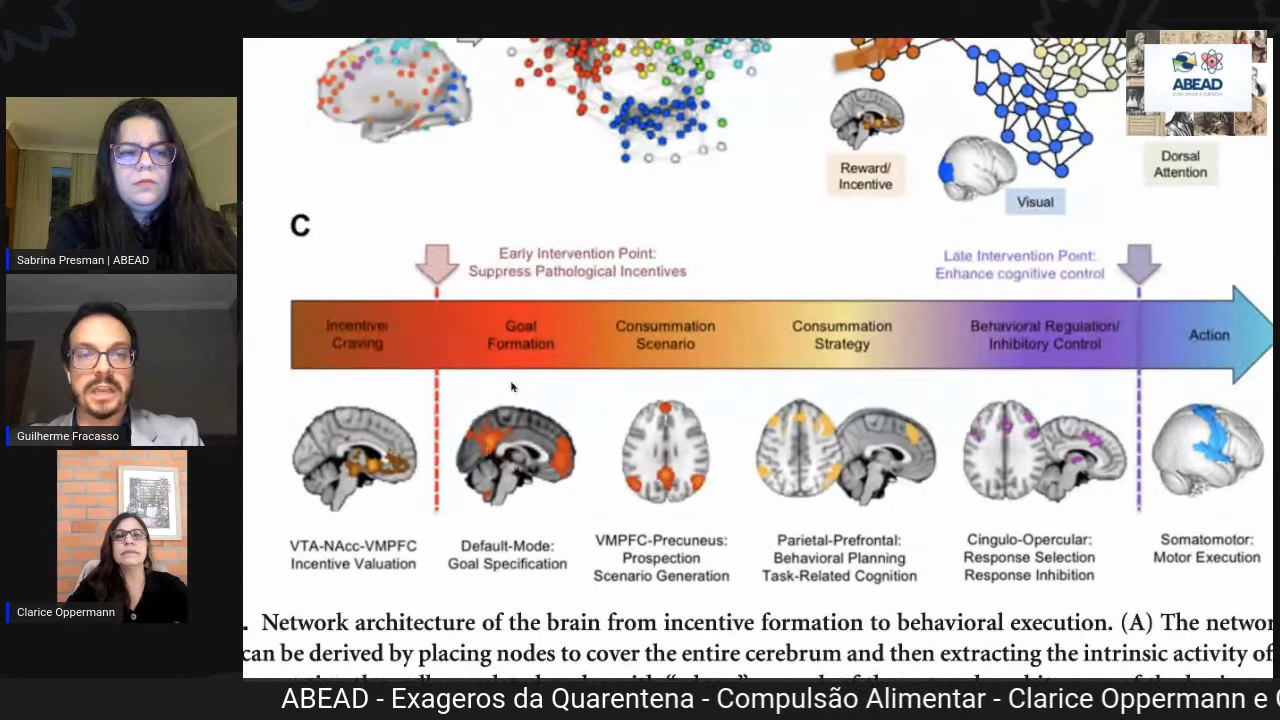 ABEAD
Reward/
Incentive
Visual
Dorsal
Attention
C
Early Intervention Point:
Suppress Pathological Incentives
Late Intervention Point:
Enhance cognitive control
Incentive
Craving
Goal
Formation
Consummation
Scenario
Consummation
Strategy
Behavioral Regulation/
Inhibitory Control
Action
VTA-NAcc-VMPFC
Incentive Valuation
Default-Mode:
Goal Specification
VMPFC-Precuneus:
Prospection
Scenario Generation
Parietal-Prefrontal:
Behavioral Planning
Task-Related Cognition
Cingulo-Opercular:
Response Selection
Response Inhibition
Somatomotor:
Motor Execution
. Network architecture of the brain from incentive formation to behavioral execution. (A) The networ
can be derived by placing nodes to cover the entire cerebrum and then extracting the intrinsic activity of
Sabrina Presman | ABEAD
Guilherme Fracasso
Clarice Oppermann
ABEAD - Exageros da Quarentena - Compulsão Alimentar - Clarice Oppermann e